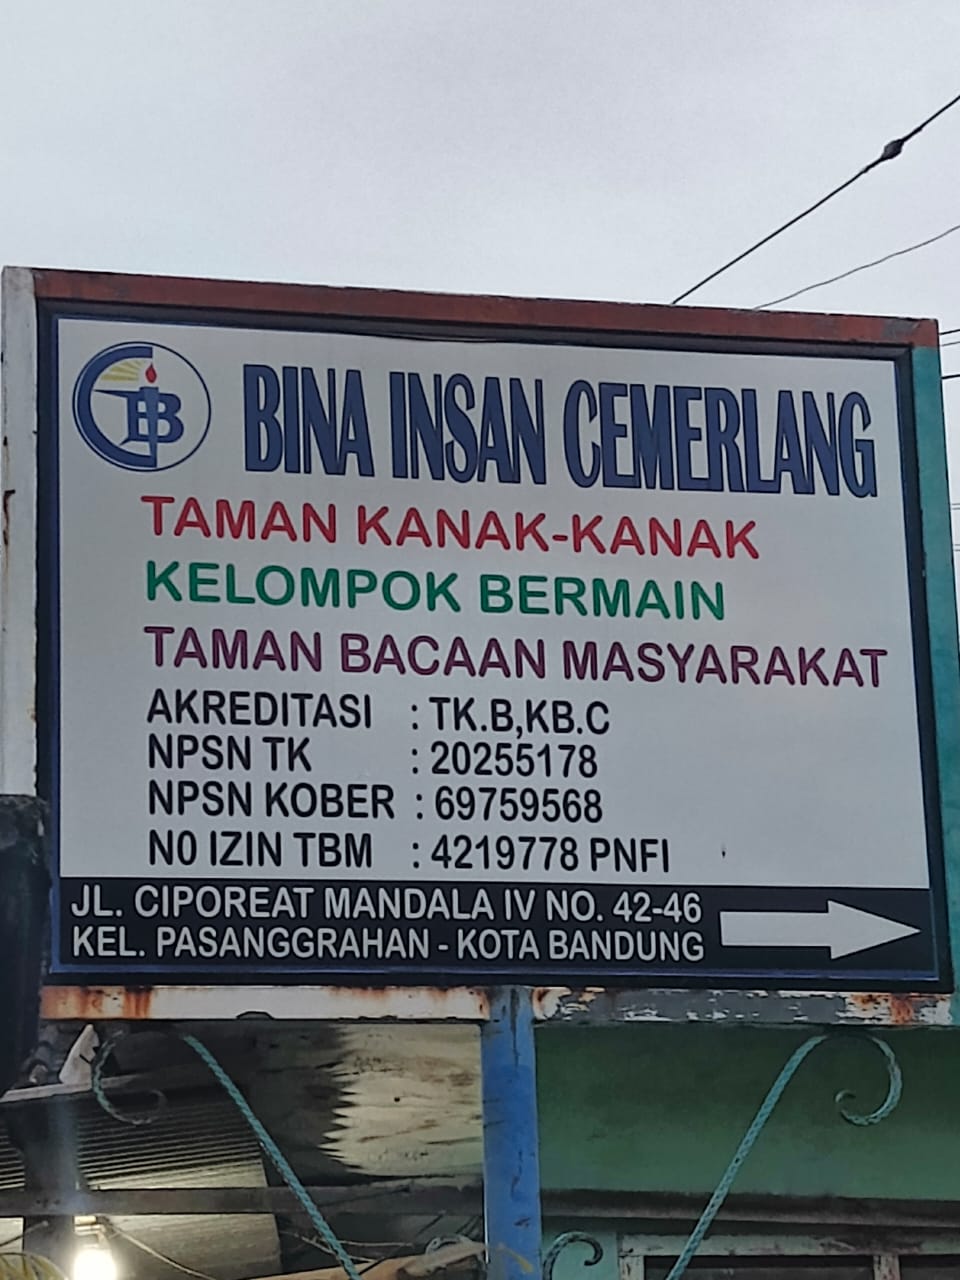 BINA INSAN CEMERLANG
TAMAN KANAK-KANAK
KELOMPOK BERMAIN
TAMAN BACAAN MASYARAKAT
AKREDITASI : TK.B,KB.C
NPSN TK : 20255178
NPSN KOBER : 69759568
N0 IZIN TBM : 4219778 PNFI
JL. CIPOREAT MANDALA IV NO. 42-46
KEL. PASANGGRAHAN - KOTA BANDUNG